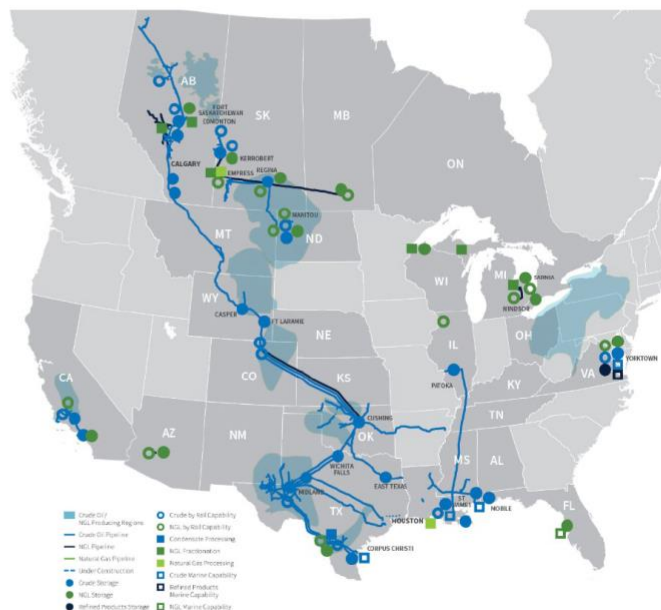 AB
SK
MB
ON
FORT
SASKATCHEWAN
EDMONTON
KERROBERT
CALGARY
EMPRESS
REGINA
MANITOU
MT
ND
WI
MI
SARNIA
WINDSOR
WY
CASPER
FT LARAMIE
NE
IL
OH
YORKTOWN
VA
CA
CO
KS
PATOKA
KY
CUSHING
TN
AZ
NM
OK
MS
AL
WICHITA
FALLS
EAST TEXAS
MIDLAND
ST
JAMES
NOBLE
TX
HOUSTON
FL
CORPUS CHRISTI
Crude Oil /
NGL Producing Regions
Crude Oil Pipeline
NGL Pipeline
Natural Gas Pipeline
Under Construction
Crude Storage
NGL Storage
Refined Products Storage
Crude by Rail Capability
NGL by Rail Capability
Condensate Processing
NGL Fractionation
Natural Gas Processing
Crude Marine Capability
Refined Products
Marine Capability
NGL Marine Capability